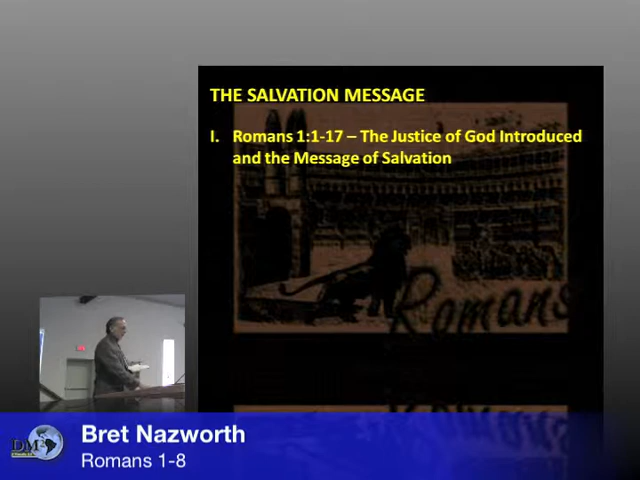 THE SALVATION MESSAGE
I. Romans 1:1-17 – The Justice of God Introduced
and the Message of Salvation
Romans
DM
Bret Nazworth
Romans 1-8